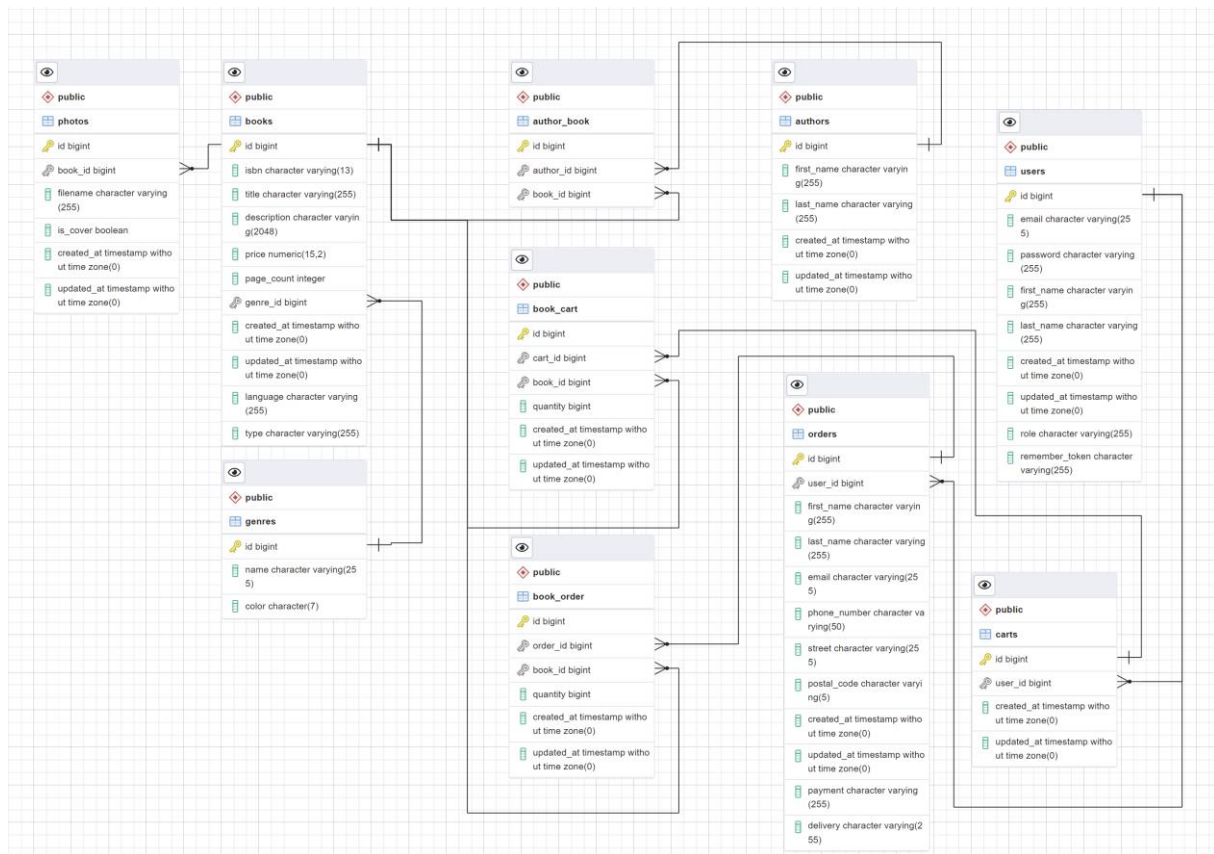 public
photos
id bigint
book_id bigint
filename character varying
(255)
is_cover boolean
created_at timestamp witho
ut time zone(0)
updated_at timestamp witho
ut time zone(0)
public
books
id bigint
isbn character varying(13)
title character varying(255)
description character varyin
g(2048)
price numeric(15,2)
page_count integer
genre_id bigint
created_at timestamp witho
ut time zone(0)
updated_at timestamp witho
ut time zone(0)
language character varying
(255)
type character varying(255)
public
genres
id bigint
name character varying(25
5)
color character(7)
public
author_book
id bigint
author_id bigint
book_id bigint
public
book_cart
id bigint
cart_id bigint
book_id bigint
quantity bigint
created_at timestamp witho
ut time zone(0)
updated_at timestamp witho
ut time zone(0)
public
book_order
id bigint
order_id bigint
book_id bigint
quantity bigint
created_at timestamp witho
ut time zone(0)
updated_at timestamp witho
ut time zone(0)
public
authors
id bigint
first_name character varyin
g(255)
last_name character varying
(255)
created_at timestamp witho
ut time zone(0)
updated_at timestamp witho
ut time zone(0)
public
orders
id bigint
user_id bigint
first_name character varyin
g(255)
last_name character varying
(255)
email character varying(25
5)
phone_number character va
rying(50)
street character varying(25
5)
postal_code character varyi
ng(5)
created_at timestamp witho
ut time zone(0)
updated_at timestamp witho
ut time zone(0)
payment character varying
(255)
delivery character varying(2
55)
public
users
id bigint
email character varying(25
5)
password character varying
(255)
first_name character varyin
g(255)
last_name character varying
(255)
created_at timestamp witho
ut time zone(0)
updated_at timestamp witho
ut time zone(0)
role character varying(255)
remember_token character
varying(255)
public
carts
id bigint
user_id bigint
created_at timestamp witho
ut time zone(0)
updated_at timestamp witho
ut time zone(0)